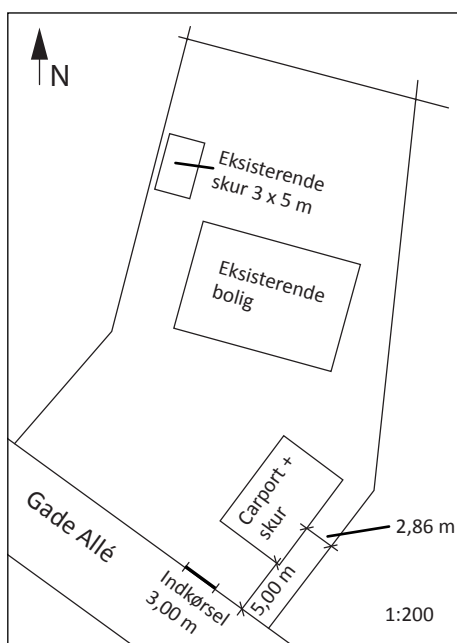 N
Eksisterende
skur 3 x 5 m
Eksisterende
bolig
Carport +
skur
Gade Allé
2,86 m
5,00 m
Indkørsel
3,00 m
1:200